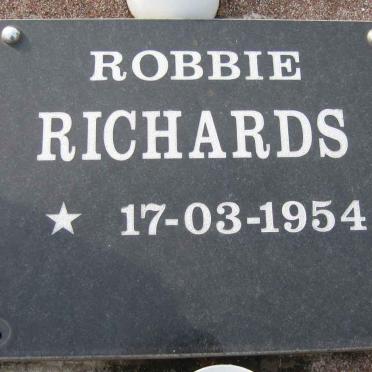 ROBBIE
RICHARDS
★ 17-03-1954